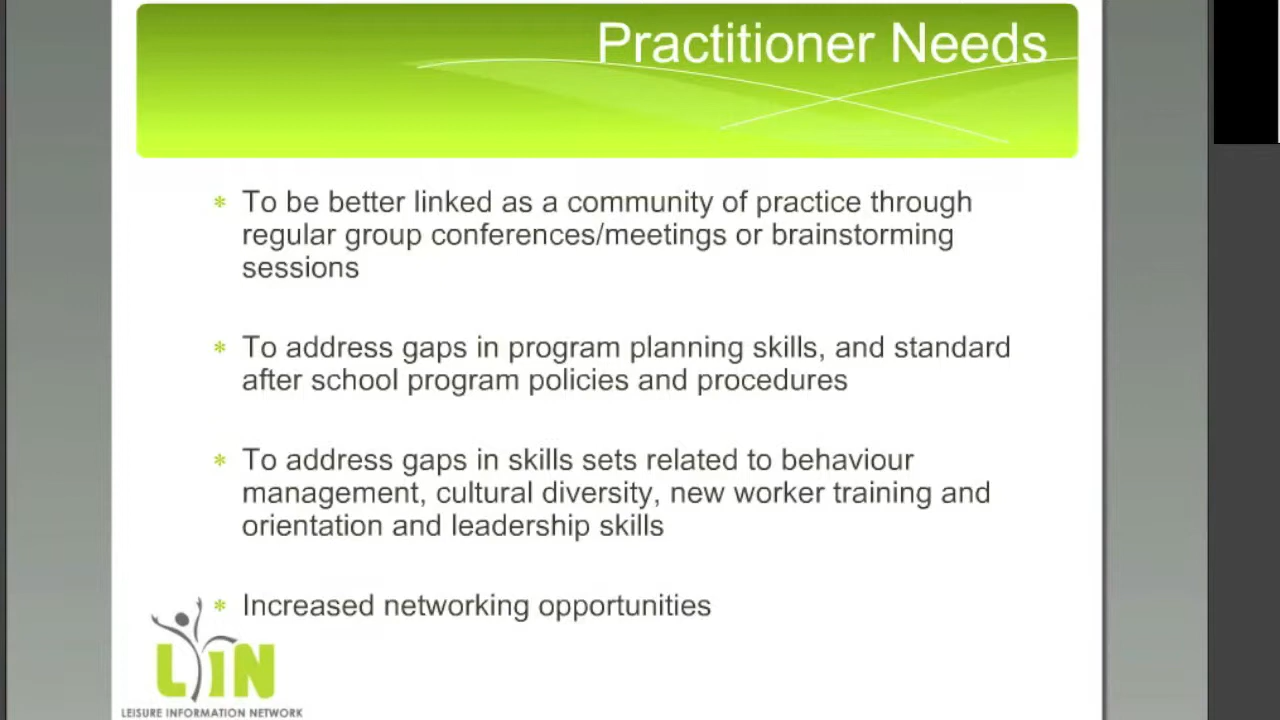 Practitioner Needs
* To be better linked as a community of practice through
regular group conferences/meetings or brainstorming
sessions
* To address gaps in program planning skills, and standard
after school program policies and procedures
* To address gaps in skills sets related to behaviour
management, cultural diversity, new worker training and
orientation and leadership skills
* Increased networking opportunities
LIN
LEISURE INFORMATION NETWORK